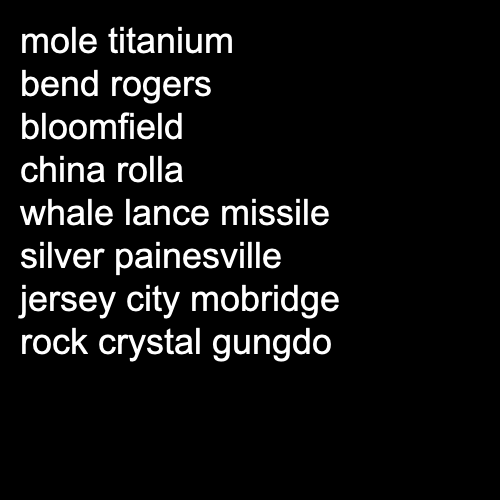 mole titanium
bend rogers
bloomfield
china rolla
whale lance missile
silver painesville
jersey city mobridge
rock crystal gungdo